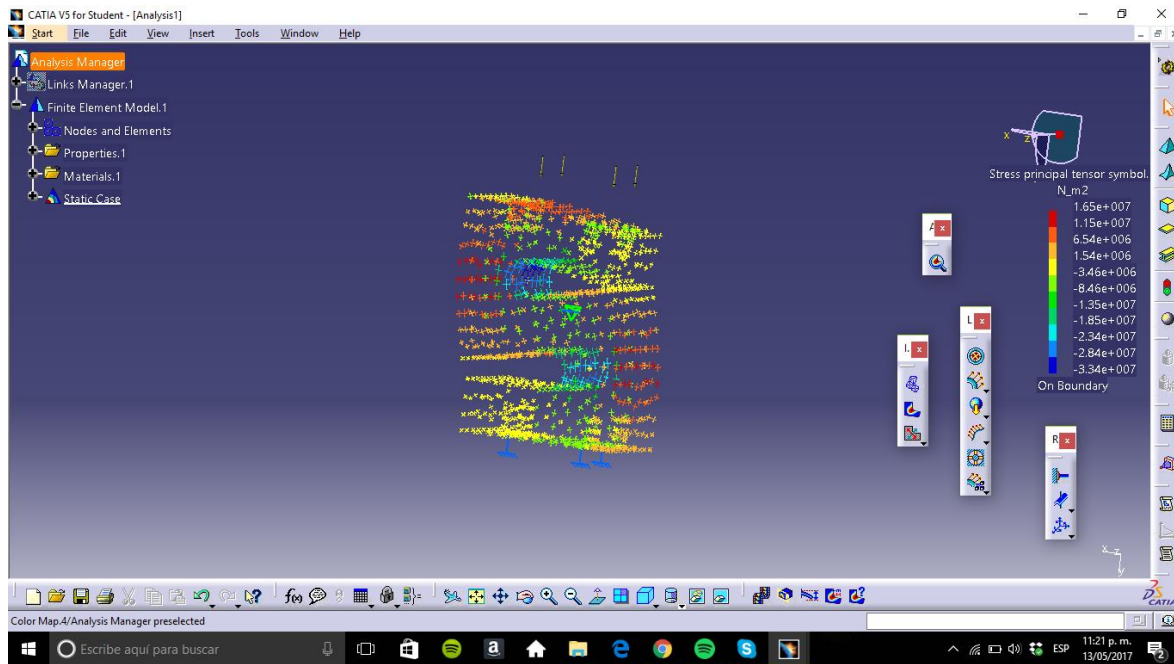 CATIA V5 for Student - [Analysis1]
Start File Edit View Insert Tools Window Help
Analysis Manager
Links Manager.1
Finite Element Model.1
Nodes and Elements
Properties.1
Materials.1
Static Case
x z
Stress principal tensor symbol.
N_m2
1.65e+007
1.15e+007
6.54e+006
1.54e+006
-3.46e+006
-8.46e+006
-1.35e+007
-1.85e+007
-2.34e+007
-2.84e+007
-3.34e+007
On Boundary
L
I.
R
x z
y
f(x)
CATIA
Color Map.4/Analysis Manager preselected
Escribe aquí para buscar
ESP
11:21 p. m.
13/05/2017